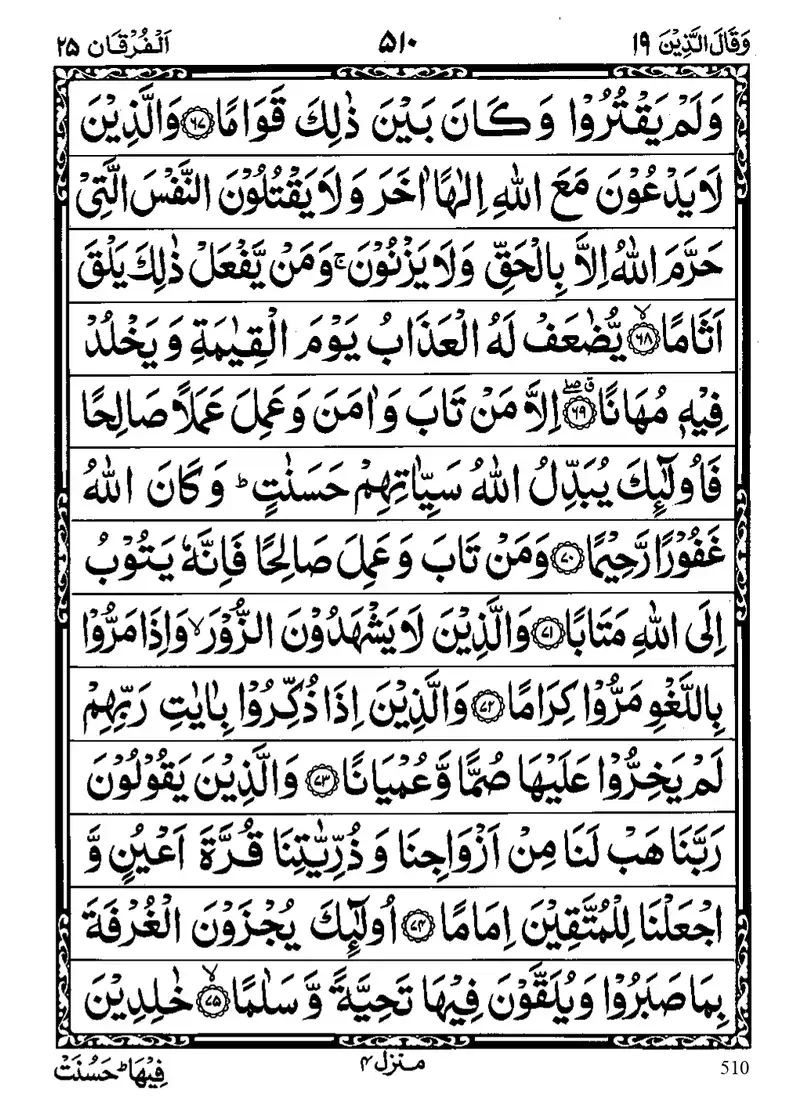 وَقَالَ الَّذِيْنَ ١٩
٥١٠
اَلْفُرْقَان ٢٥
وَلَمْ يَقْتُرُوْا وَكَانَ بَيْنَ ذٰلِكَ قَوَامًا ﴿٦٧﴾ وَالَّذِيْنَ
لَا يَدْعُوْنَ مَعَ اللّٰهِ اِلٰهًا اٰخَرَ وَلَا يَقْتُلُوْنَ النَّفْسَ الَّتِيْ
حَرَّمَ اللّٰهُ اِلَّا بِالْحَقِّ وَلَا يَزْنُوْنَ ۚ وَمَنْ يَّفْعَلْ ذٰلِكَ يَلْقَ
اَثَامًا ﴿٦٨﴾ۙ يُّضٰعَفْ لَهُ الْعَذَابُ يَوْمَ الْقِيٰمَةِ وَيَخْلُدْ
فِيْهٖ مُهَانًا ﴿٦٩﴾ۖق اِلَّا مَنْ تَابَ وَاٰمَنَ وَعَمِلَ عَمَلًا صَالِحًا
فَاُولٰٓئِكَ يُبَدِّلُ اللّٰهُ سَيِّاٰتِهِمْ حَسَنٰتٍ ؕ وَكَانَ اللّٰهُ
غَفُوْرًا رَّحِيْمًا ﴿٧٠﴾ وَمَنْ تَابَ وَعَمِلَ صَالِحًا فَاِنَّهٗ يَتُوْبُ
اِلَى اللّٰهِ مَتَابًا ﴿٧١﴾ وَالَّذِيْنَ لَا يَشْهَدُوْنَ الزُّوْرَ ۙ وَاِذَا مَرُّوْا
بِاللَّغْوِ مَرُّوْا كِرَامًا ﴿٧٢﴾ وَالَّذِيْنَ اِذَا ذُكِّرُوْا بِاٰيٰتِ رَبِّهِمْ
لَمْ يَخِرُّوْا عَلَيْهَا صُمًّا وَّعُمْيَانًا ﴿٧٣﴾ وَالَّذِيْنَ يَقُوْلُوْنَ
رَبَّنَا هَبْ لَنَا مِنْ اَزْوَاجِنَا وَذُرِّيّٰتِنَا قُرَّةَ اَعْيُنٍ وَّ
اجْعَلْنَا لِلْمُتَّقِيْنَ اِمَامًا ﴿٧٤﴾ اُولٰٓئِكَ يُجْزَوْنَ الْغُرْفَةَ
بِمَا صَبَرُوْا وَيُلَقَّوْنَ فِيْهَا تَحِيَّةً وَّسَلٰمًا ﴿٧٥﴾ۙ خٰلِدِيْنَ
فِيْهَا ؕ حَسُنَتْ
منزل ٤
510